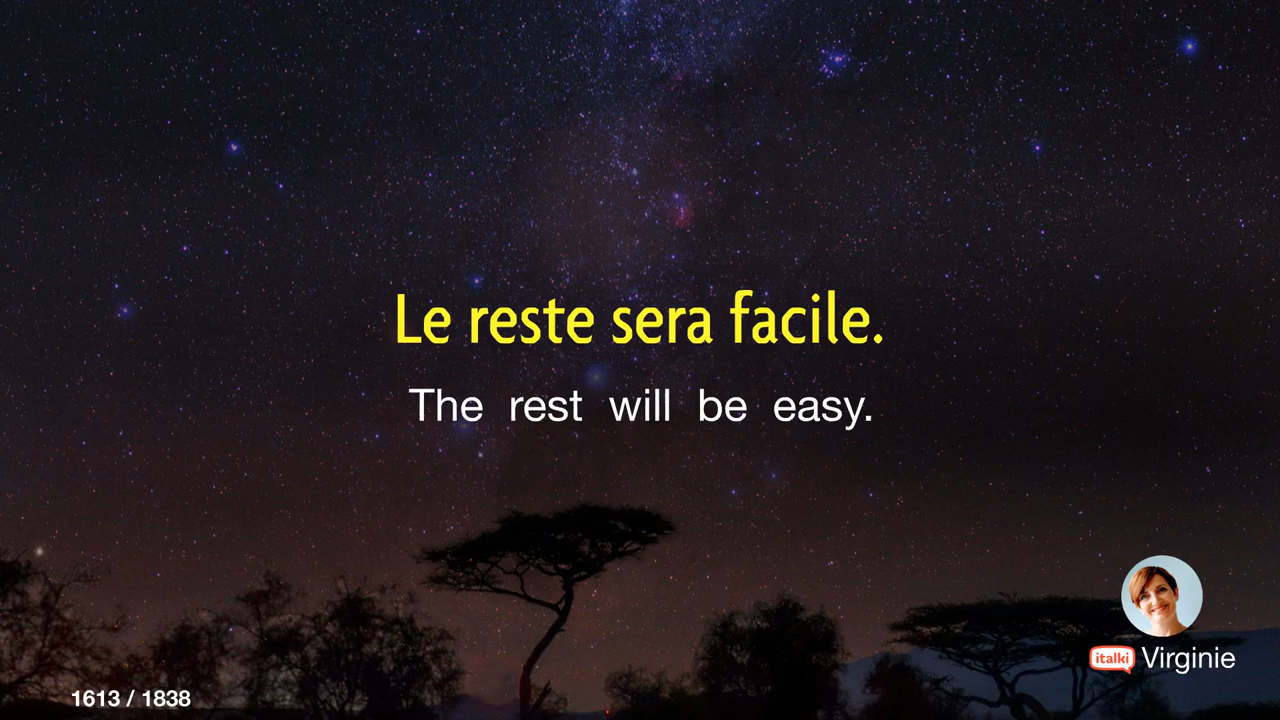 Le reste sera facile.
The rest will be easy.
italki Virginie
1613 / 1838